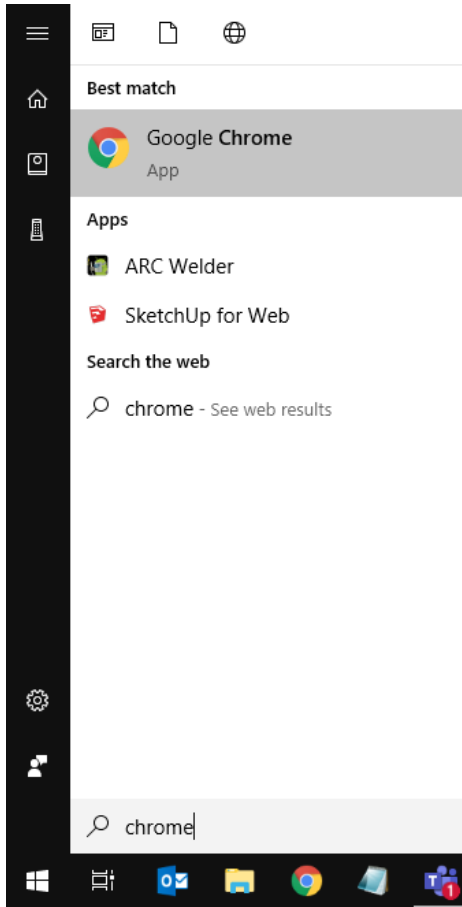 Best match
Google Chrome
App
Apps
ARC Welder
SketchUp for Web
Search the web
chrome - See web results
chrome
T
1